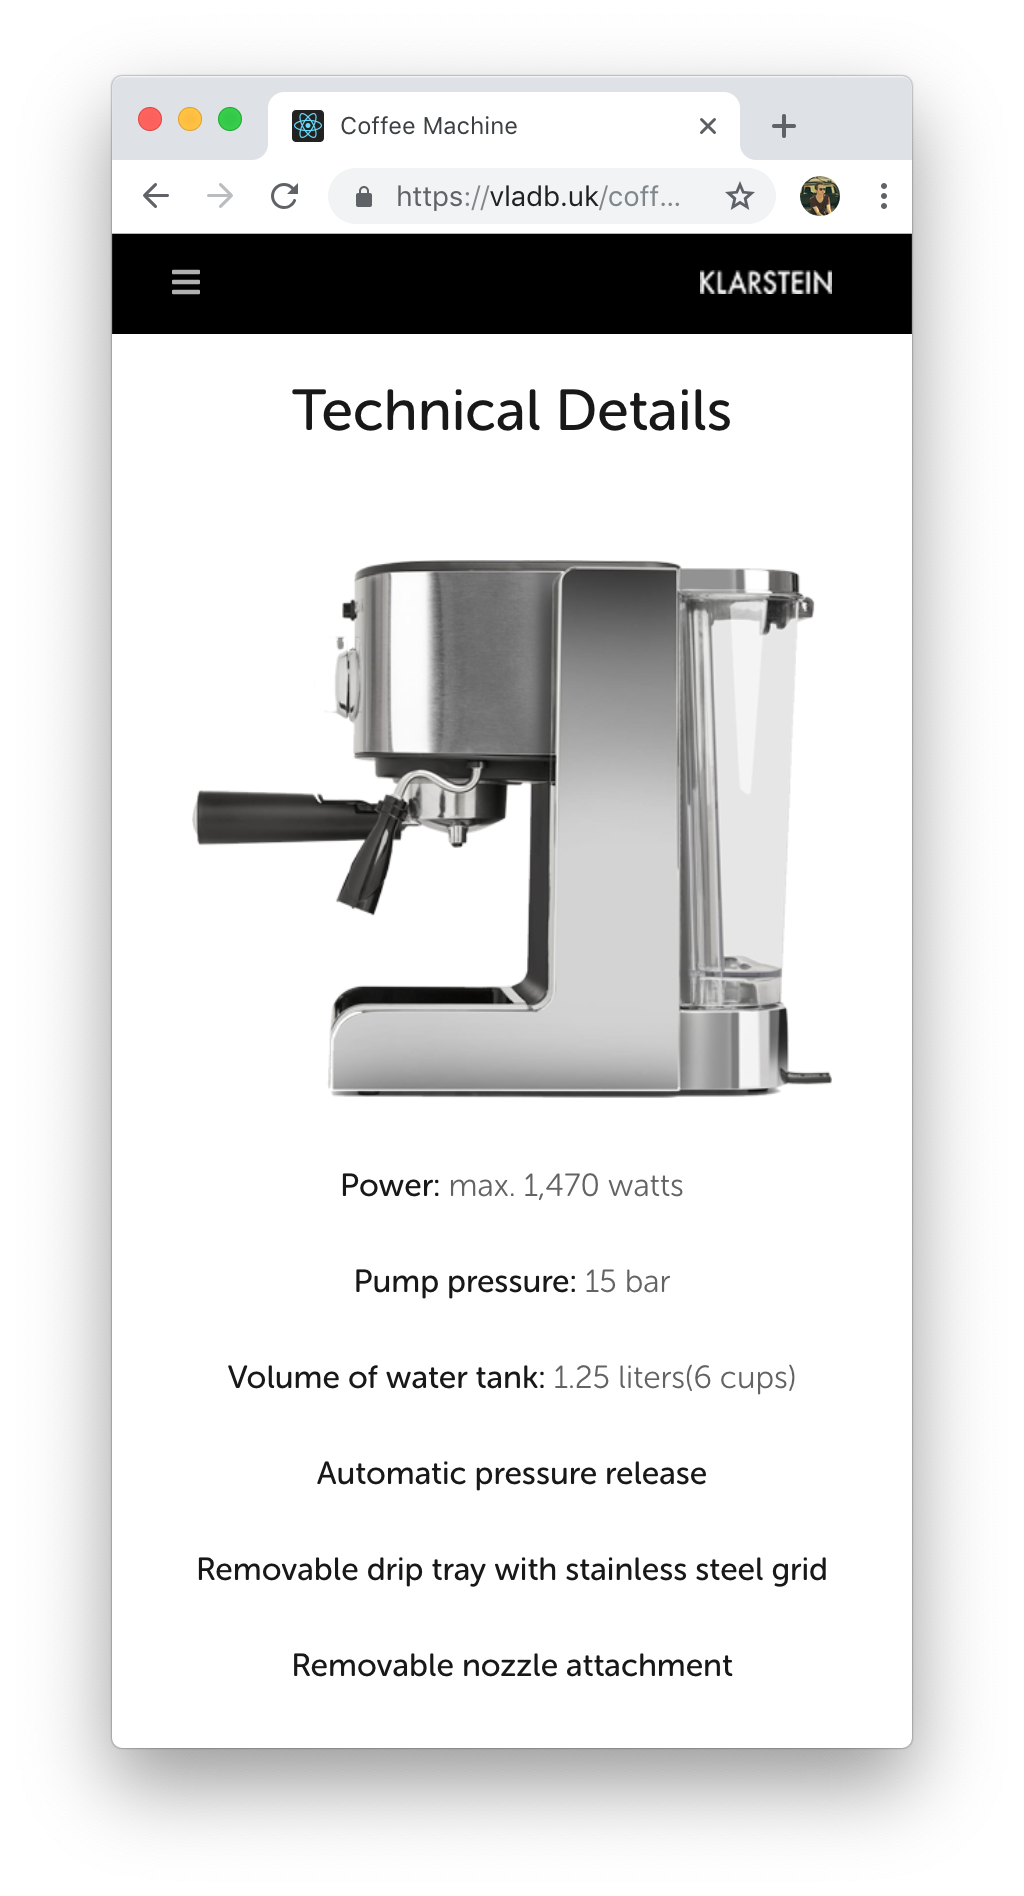 Coffee Machine
https://vladb.uk/coff...
KLARSTEIN
Technical Details
Power: max. 1,470 watts
Pump pressure: 15 bar
Volume of water tank: 1.25 liters(6 cups)
Automatic pressure release
Removable drip tray with stainless steel grid
Removable nozzle attachment